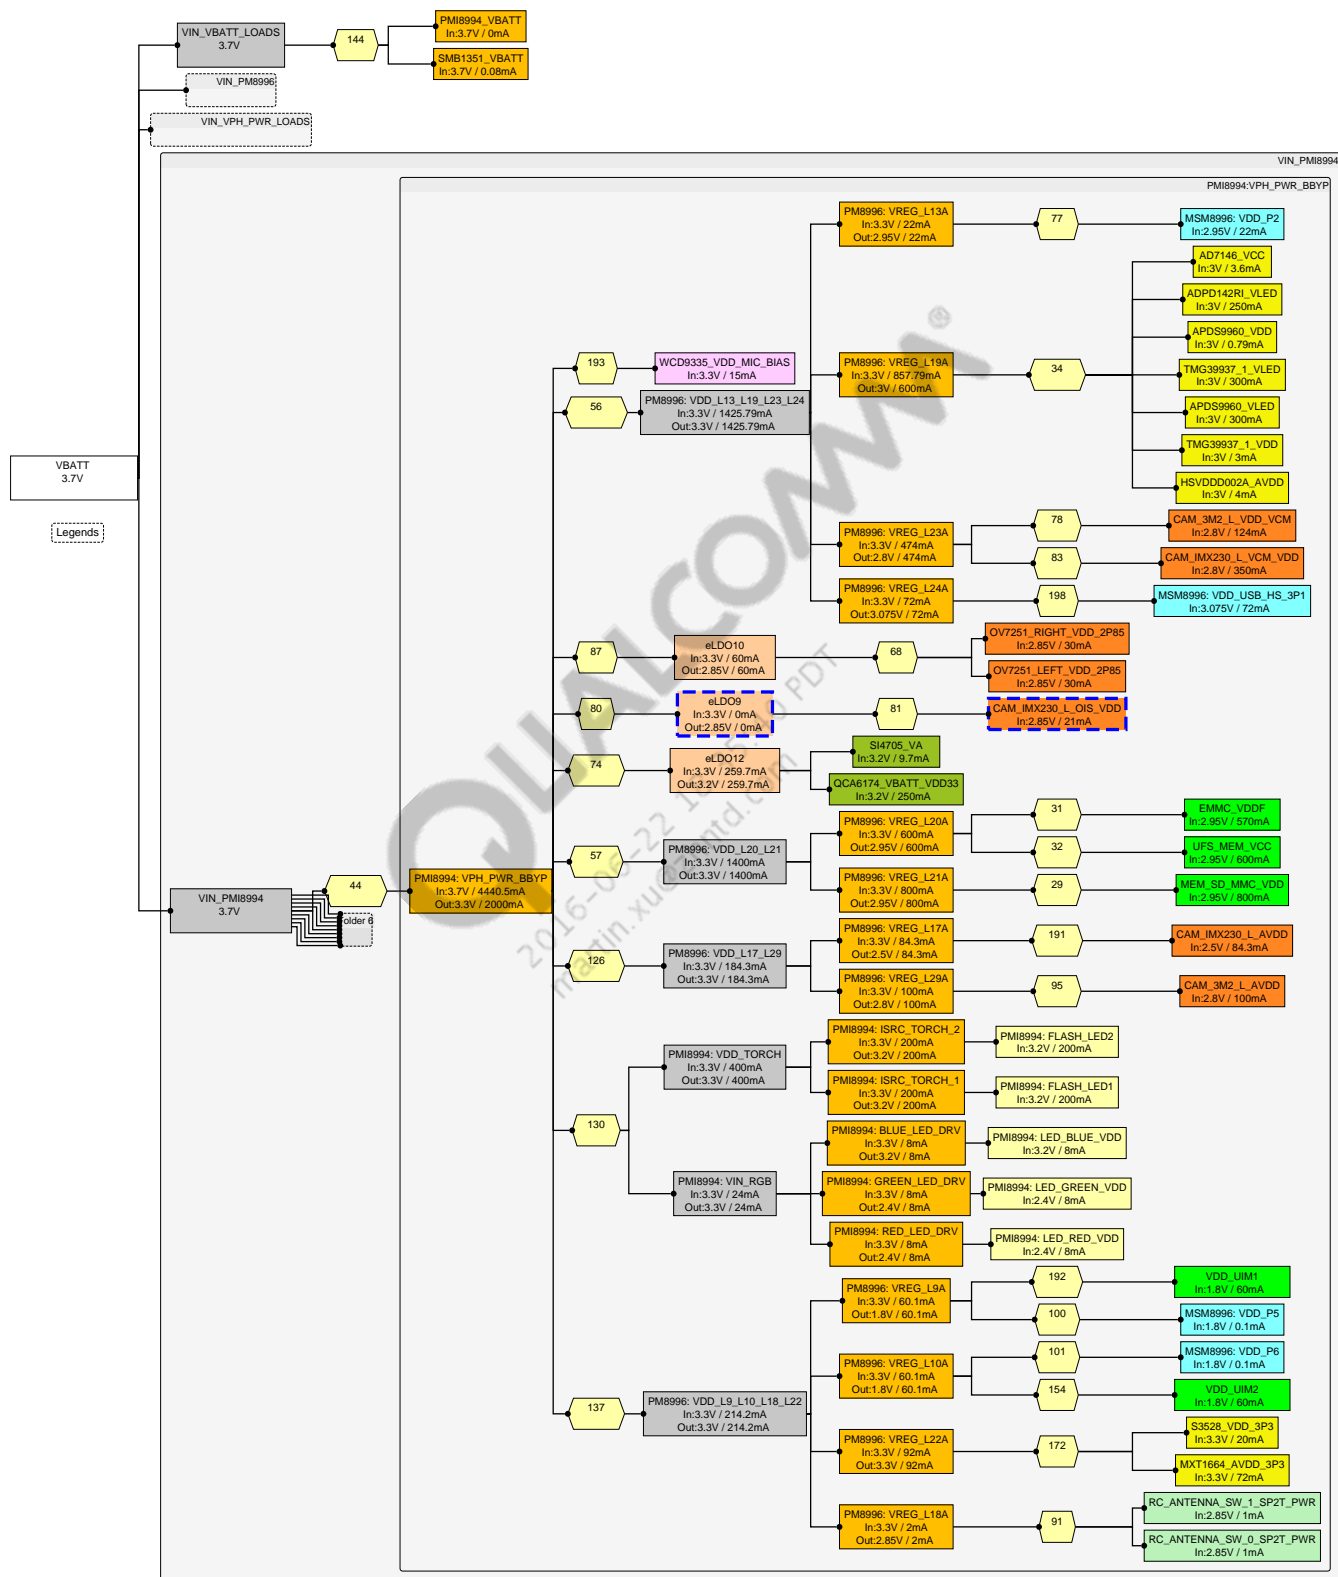 VIN_VBATT_LOADS
3.7V
144
PMI8994_VBATT
In:3.7V / 0mA
SMB1351_VBATT
In:3.7V / 0.08mA
VIN_PM8996
VIN_VPH_PWR_LOADS
VIN_PMI8994
PMI8994:VPH_PWR_BBYP
VBATT
3.7V
Legends
VIN_PMI8994
3.7V
44
Folder 6
PMI8994: VPH_PWR_BBYP
In:3.7V / 4440.5mA
Out:3.3V / 2000mA
193
WCD9335_VDD_MIC_BIAS
In:3.3V / 15mA
56
PM8996: VDD_L13_L19_L23_L24
In:3.3V / 1425.79mA
Out:3.3V / 1425.79mA
PM8996: VREG_L13A
In:3.3V / 22mA
Out:2.95V / 22mA
77
MSM8996: VDD_P2
In:2.95V / 22mA
PM8996: VREG_L19A
In:3.3V / 857.79mA
Out:3V / 600mA
34
AD7146_VCC
In:3V / 3.6mA
ADPD142RI_VLED
In:3V / 250mA
APDS9960_VDD
In:3V / 0.79mA
TMG39937_1_VLED
In:3V / 300mA
APDS9960_VLED
In:3V / 300mA
TMG39937_1_VDD
In:3V / 3mA
HSVDDD002A_AVDD
In:3V / 4mA
PM8996: VREG_L23A
In:3.3V / 474mA
Out:2.8V / 474mA
78
CAM_3M2_L_VDD_VCM
In:2.8V / 124mA
83
CAM_IMX230_L_VCM_VDD
In:2.8V / 350mA
PM8996: VREG_L24A
In:3.3V / 72mA
Out:3.075V / 72mA
198
MSM8996: VDD_USB_HS_3P1
In:3.075V / 72mA
87
eLDO10
In:3.3V / 60mA
Out:2.85V / 60mA
68
OV7251_RIGHT_VDD_2P85
In:2.85V / 30mA
OV7251_LEFT_VDD_2P85
In:2.85V / 30mA
80
eLDO9
In:3.3V / 0mA
Out:2.85V / 0mA
81
CAM_IMX230_L_OIS_VDD
In:2.85V / 21mA
74
eLDO12
In:3.3V / 259.7mA
Out:3.2V / 259.7mA
SI4705_VA
In:3.2V / 9.7mA
QCA6174_VBATT_VDD33
In:3.2V / 250mA
57
PM8996: VDD_L20_L21
In:3.3V / 1400mA
Out:3.3V / 1400mA
PM8996: VREG_L20A
In:3.3V / 600mA
Out:2.95V / 600mA
31
EMMC_VDDF
In:2.95V / 570mA
32
UFS_MEM_VCC
In:2.95V / 600mA
PM8996: VREG_L21A
In:3.3V / 800mA
Out:2.95V / 800mA
29
MEM_SD_MMC_VDD
In:2.95V / 800mA
126
PM8996: VDD_L17_L29
In:3.3V / 184.3mA
Out:3.3V / 184.3mA
PM8996: VREG_L17A
In:3.3V / 84.3mA
Out:2.5V / 84.3mA
191
CAM_IMX230_L_AVDD
In:2.5V / 84.3mA
PM8996: VREG_L29A
In:3.3V / 100mA
Out:2.8V / 100mA
95
CAM_3M2_L_AVDD
In:2.8V / 100mA
130
PMI8994: VDD_TORCH
In:3.3V / 400mA
Out:3.3V / 400mA
PMI8994: ISRC_TORCH_2
In:3.3V / 200mA
Out:3.2V / 200mA
PMI8994: FLASH_LED2
In:3.2V / 200mA
PMI8994: ISRC_TORCH_1
In:3.3V / 200mA
Out:3.2V / 200mA
PMI8994: FLASH_LED1
In:3.2V / 200mA
PMI8994: VIN_RGB
In:3.3V / 24mA
Out:3.3V / 24mA
PMI8994: BLUE_LED_DRV
In:3.3V / 8mA
Out:3.2V / 8mA
PMI8994: LED_BLUE_VDD
In:3.2V / 8mA
PMI8994: GREEN_LED_DRV
In:3.3V / 8mA
Out:2.4V / 8mA
PMI8994: LED_GREEN_VDD
In:2.4V / 8mA
PMI8994: RED_LED_DRV
In:3.3V / 8mA
Out:2.4V / 8mA
PMI8994: LED_RED_VDD
In:2.4V / 8mA
137
PM8996: VDD_L9_L10_L18_L22
In:3.3V / 214.2mA
Out:3.3V / 214.2mA
PM8996: VREG_L9A
In:3.3V / 60.1mA
Out:1.8V / 60.1mA
192
VDD_UIM1
In:1.8V / 60mA
100
MSM8996: VDD_P5
In:1.8V / 0.1mA
PM8996: VREG_L10A
In:3.3V / 60.1mA
Out:1.8V / 60.1mA
101
MSM8996: VDD_P6
In:1.8V / 0.1mA
154
VDD_UIM2
In:1.8V / 60mA
PM8996: VREG_L22A
In:3.3V / 92mA
Out:3.3V / 92mA
172
S3528_VDD_3P3
In:3.3V / 20mA
MXT1664_AVDD_3P3
In:3.3V / 72mA
PM8996: VREG_L18A
In:3.3V / 2mA
Out:2.85V / 2mA
91
RC_ANTENNA_SW_1_SP2T_PWR
In:2.85V / 1mA
RC_ANTENNA_SW_0_SP2T_PWR
In:2.85V / 1mA
QUALCOMM®
2016-06-22 PDT